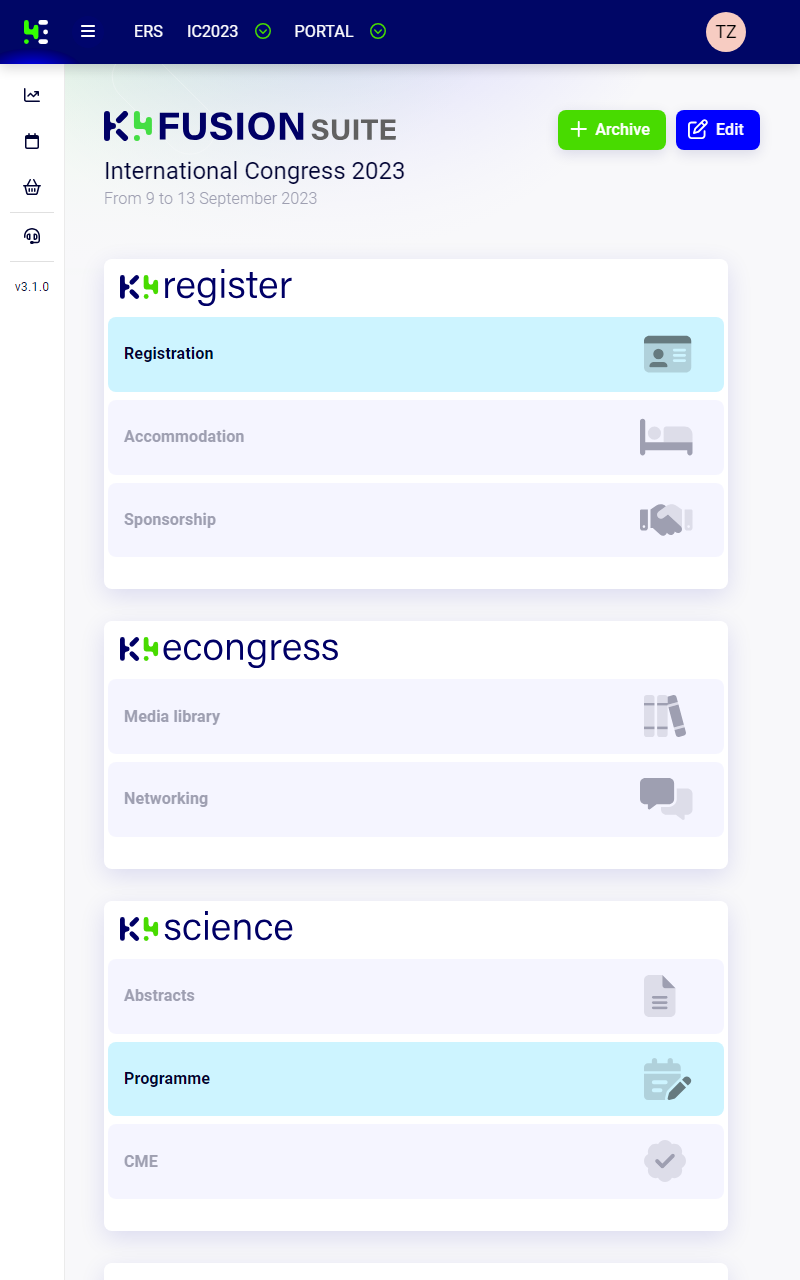 ERS IC2023 PORTAL TZ
K4 FUSION SUITE
Archive Edit
International Congress 2023
From 9 to 13 September 2023
v3.1.0
K4 register
Registration
Accommodation
Sponsorship
K4 econgress
Media library
Networking
K4 science
Abstracts
Programme
CME